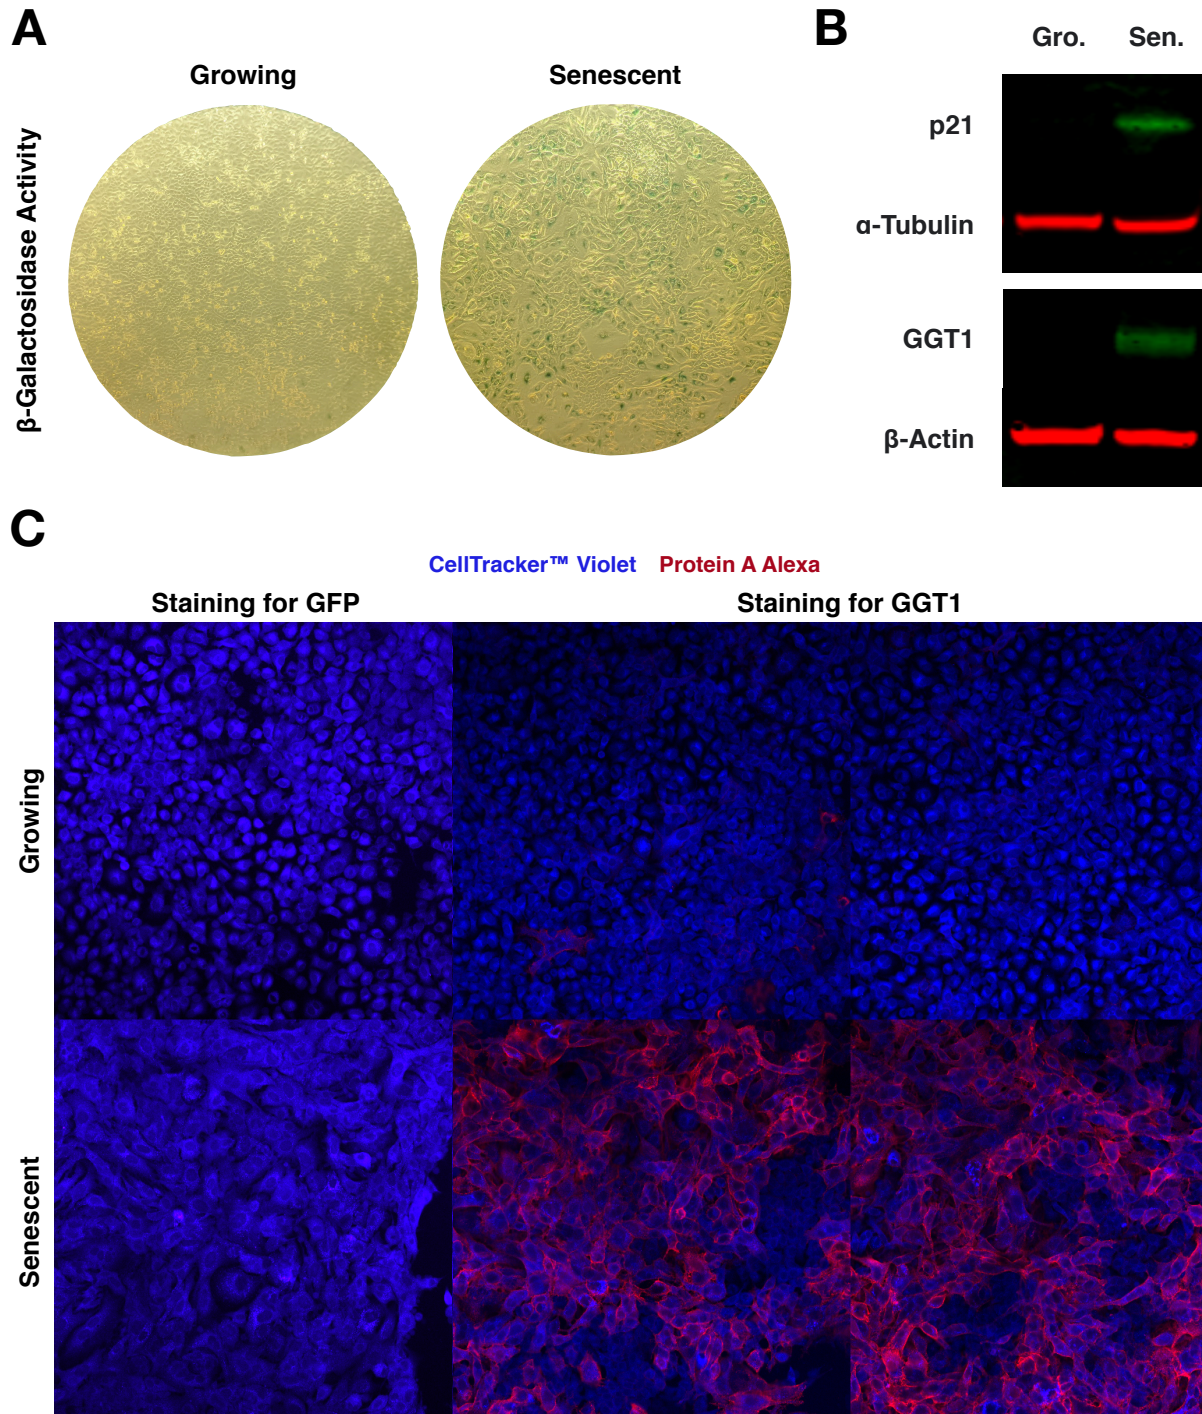 A
Growing
Senescent
β-Galactosidase Activity
B
Gro.
Sen.
p21
α-Tubulin
GGT1
β-Actin
C
CellTracker™ Violet
Protein A Alexa
Staining for GFP
Staining for GGT1
Growing
Senescent